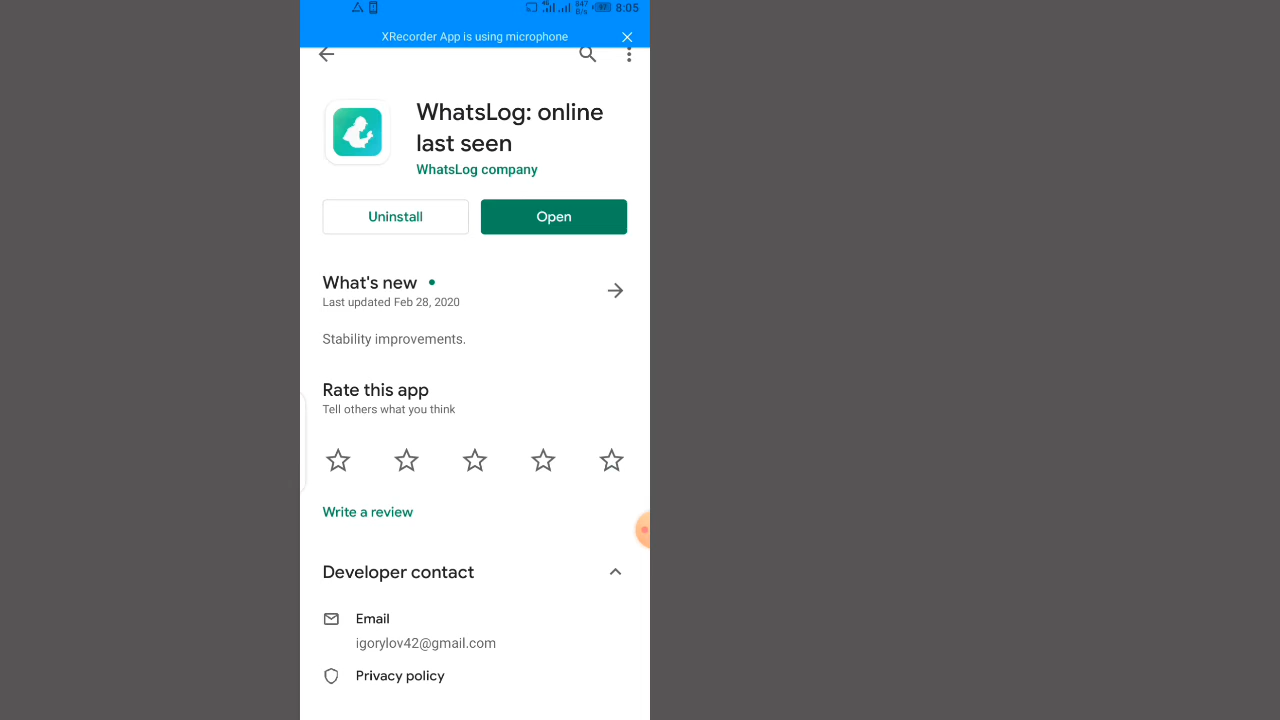 8:05
XRecorder App is using microphone
WhatsLog: online
last seen
WhatsLog company
Uninstall
Open
What's new
Last updated Feb 28, 2020
Stability improvements.
Rate this app
Tell others what you think
Write a review
Developer contact
Email
igorylov42@gmail.com
Privacy policy